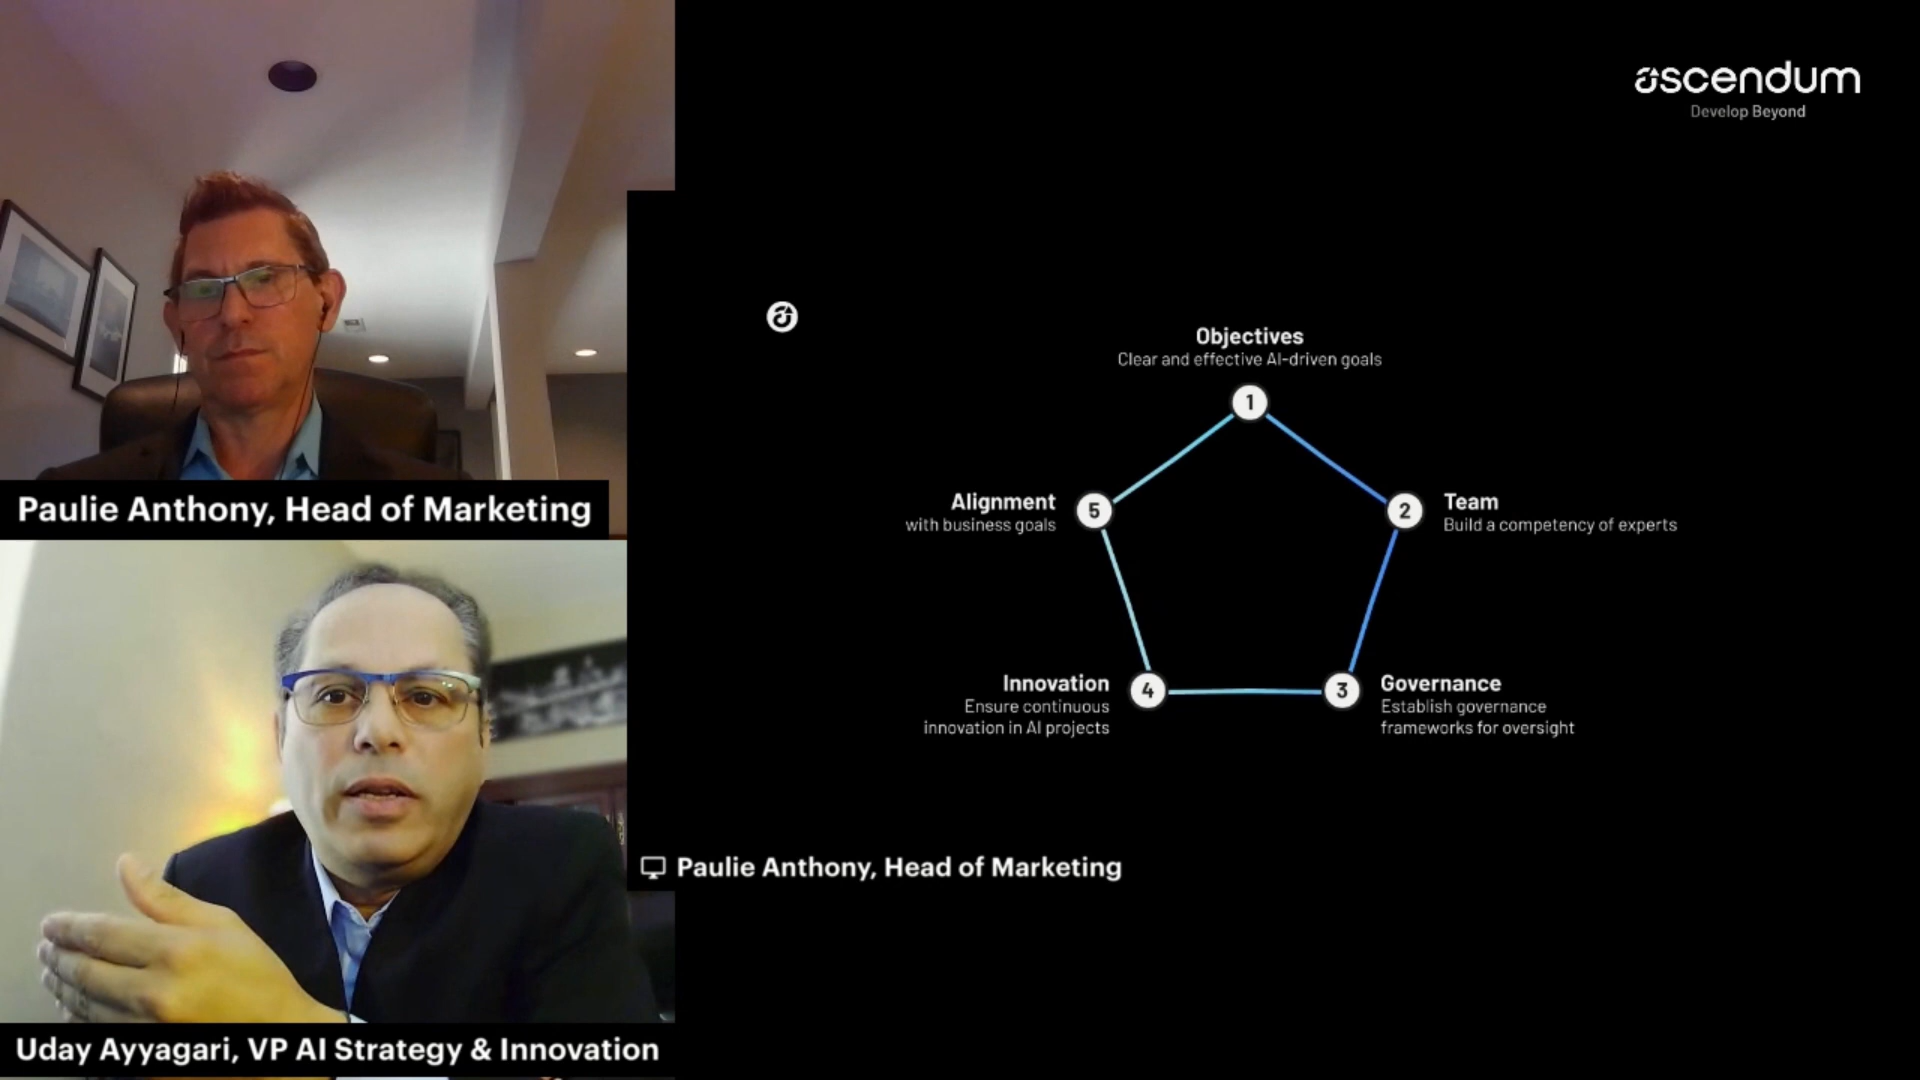 ascendum
Develop Beyond
Paulie Anthony, Head of Marketing
Uday Ayyagari, VP AI Strategy & Innovation
Objectives
Clear and effective AI-driven goals
1
Alignment
with business goals
5
2
Team
Build a competency of experts
Innovation
Ensure continuous
innovation in AI projects
4
3
Governance
Establish governance
frameworks for oversight
Paulie Anthony, Head of Marketing